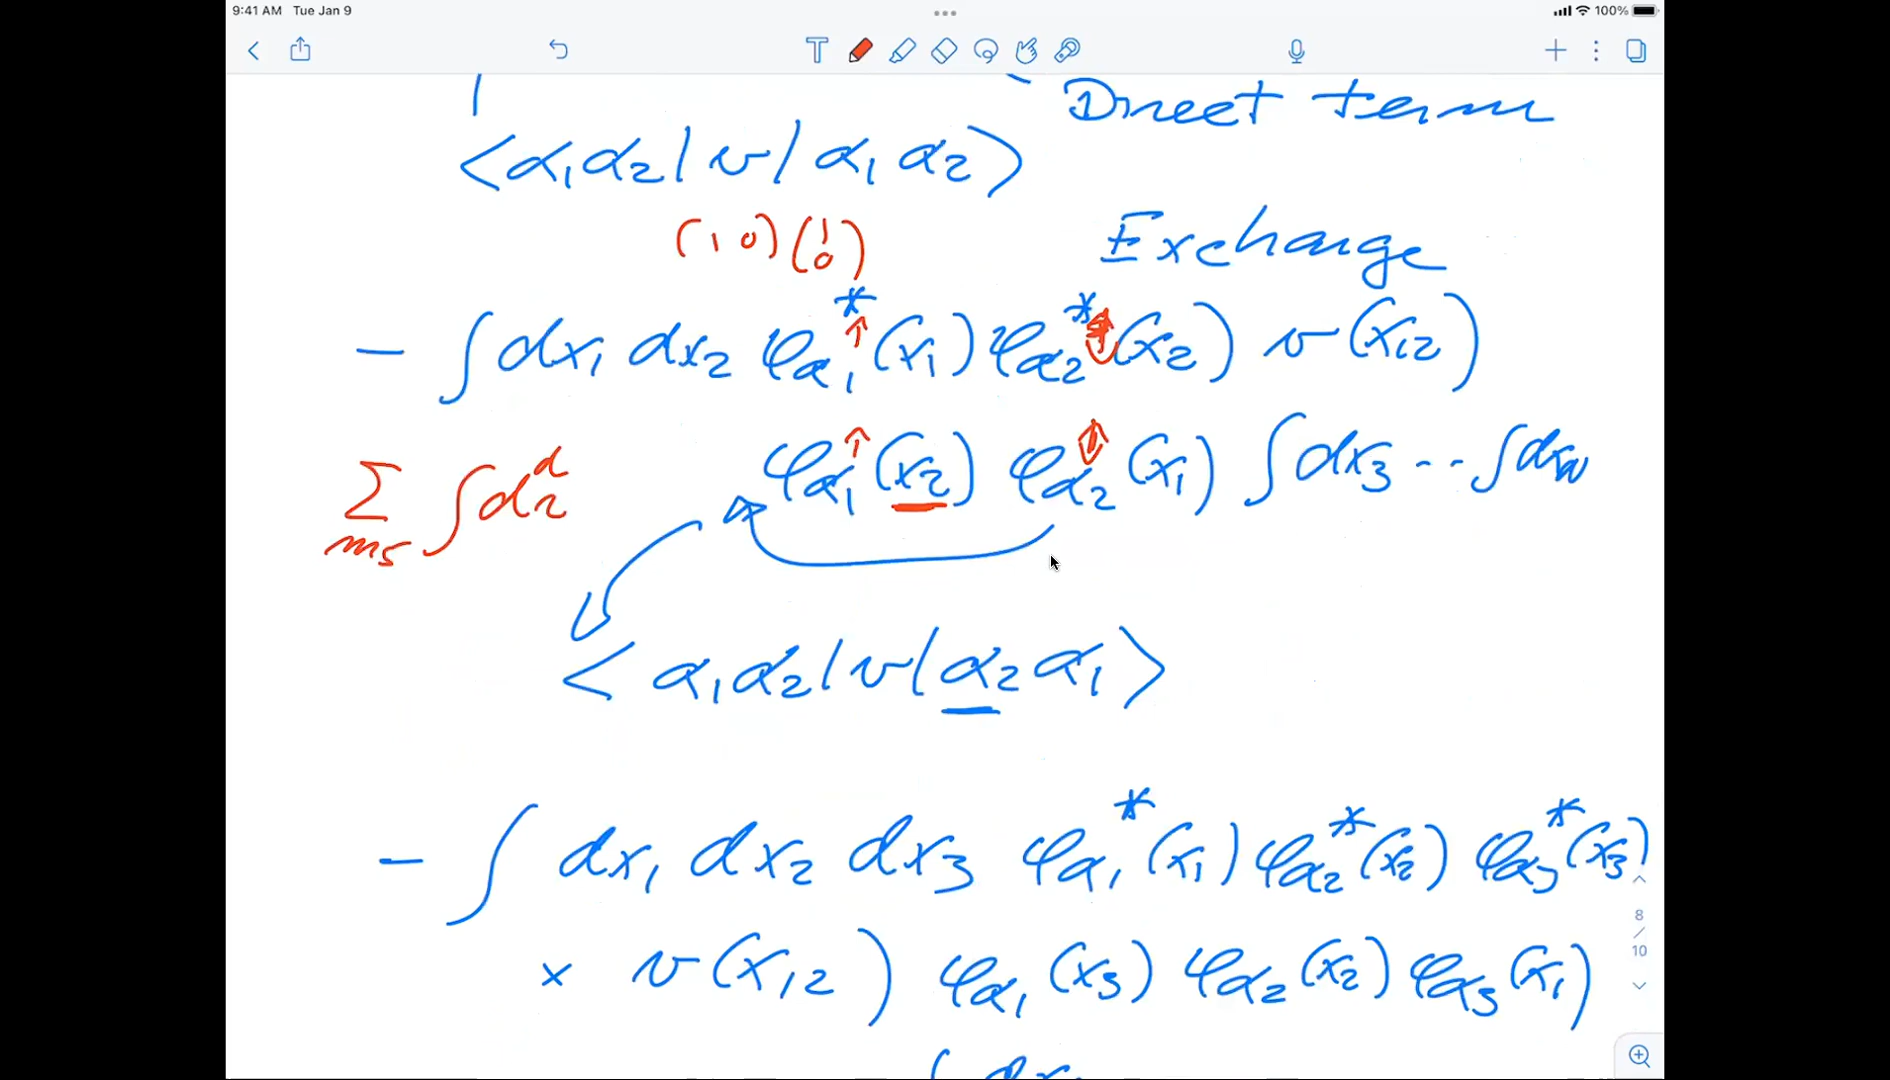 9:41 AM Tue Jan 9 100%
Direct term
<α₁α₂|v|α₁α₂>
(1 0)(1 0)
Exchange
- ∫dx₁ dx₂ φα₁*↑(x₁) φα₂*(x₂) v(x₁₂)
φα₁↑(x₂) φα₂(x₁) ∫dx₃ -- ∫dxₙ
∑ ms ∫d
<α₁α₂|v|α₂α₁>
- ∫ dx₁ dx₂ dx₃ φα₁*(x₁) φα₂*(x₂) φα₃*(x₃)
× v(x₁₂) φα₁(x₃) φα₂(x₂) φα₃(x₁)
8
/
10